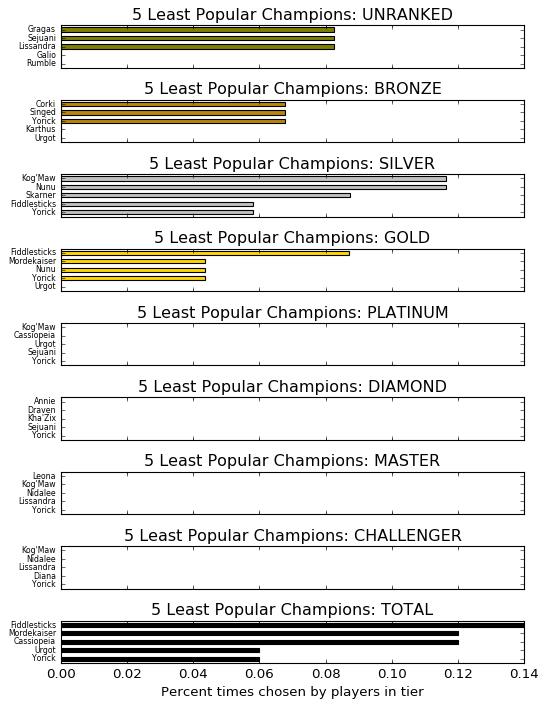 5 Least Popular Champions: UNRANKED
Gragas
Sejuani
Lissandra
Galio
Rumble
5 Least Popular Champions: BRONZE
Corki
Singed
Yorick
Karthus
Urgot
5 Least Popular Champions: SILVER
Kog'Maw
Nunu
Skarner
Fiddlesticks
Yorick
5 Least Popular Champions: GOLD
Fiddlesticks
Mordekaiser
Nunu
Yorick
Urgot
5 Least Popular Champions: PLATINUM
Kog'Maw
Cassiopeia
Urgot
Sejuani
Yorick
5 Least Popular Champions: DIAMOND
Annie
Draven
Kha'Zix
Sejuani
Yorick
5 Least Popular Champions: MASTER
Leona
Kog'Maw
Nidalee
Lissandra
Yorick
5 Least Popular Champions: CHALLENGER
Kog'Maw
Nidalee
Lissandra
Diana
Yorick
5 Least Popular Champions: TOTAL
Fiddlesticks
Mordekaiser
Cassiopeia
Urgot
Yorick
0.00 0.02 0.04 0.06 0.08 0.10 0.12 0.14
Percent times chosen by players in tier